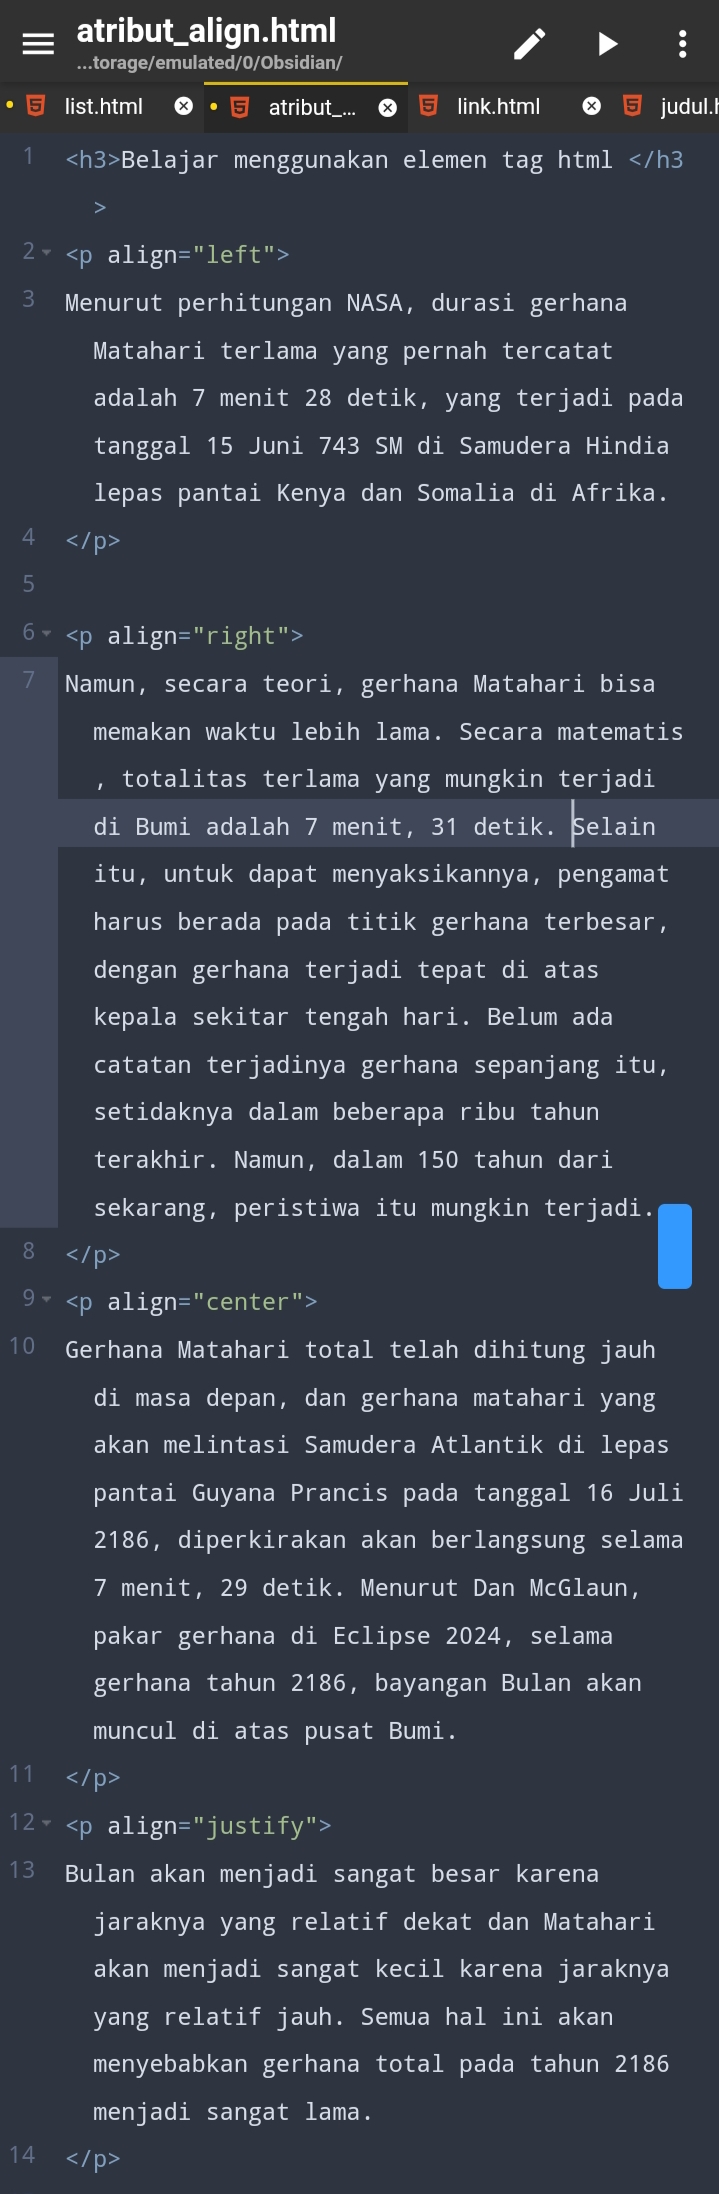 atribut_align.html
...torage/emulated/0/Obsidian/
list.html atribut_... link.html judul.h
1 <h3>Belajar menggunakan elemen tag html </h3
>
2 <p align="left">
3 Menurut perhitungan NASA, durasi gerhana
Matahari terlama yang pernah tercatat
adalah 7 menit 28 detik, yang terjadi pada
tanggal 15 Juni 743 SM di Samudera Hindia
lepas pantai Kenya dan Somalia di Afrika.
4 </p>
5
6 <p align="right">
7 Namun, secara teori, gerhana Matahari bisa
memakan waktu lebih lama. Secara matematis
, totalitas terlama yang mungkin terjadi
di Bumi adalah 7 menit, 31 detik. Selain
itu, untuk dapat menyaksikannya, pengamat
harus berada pada titik gerhana terbesar,
dengan gerhana terjadi tepat di atas
kepala sekitar tengah hari. Belum ada
catatan terjadinya gerhana sepanjang itu,
setidaknya dalam beberapa ribu tahun
terakhir. Namun, dalam 150 tahun dari
sekarang, peristiwa itu mungkin terjadi.
8 </p>
9 <p align="center">
10 Gerhana Matahari total telah dihitung jauh
di masa depan, dan gerhana matahari yang
akan melintasi Samudera Atlantik di lepas
pantai Guyana Prancis pada tanggal 16 Juli
2186, diperkirakan akan berlangsung selama
7 menit, 29 detik. Menurut Dan McGlaun,
pakar gerhana di Eclipse 2024, selama
gerhana tahun 2186, bayangan Bulan akan
muncul di atas pusat Bumi.
11 </p>
12 <p align="justify">
13 Bulan akan menjadi sangat besar karena
jaraknya yang relatif dekat dan Matahari
akan menjadi sangat kecil karena jaraknya
yang relatif jauh. Semua hal ini akan
menyebabkan gerhana total pada tahun 2186
menjadi sangat lama.
14 </p>